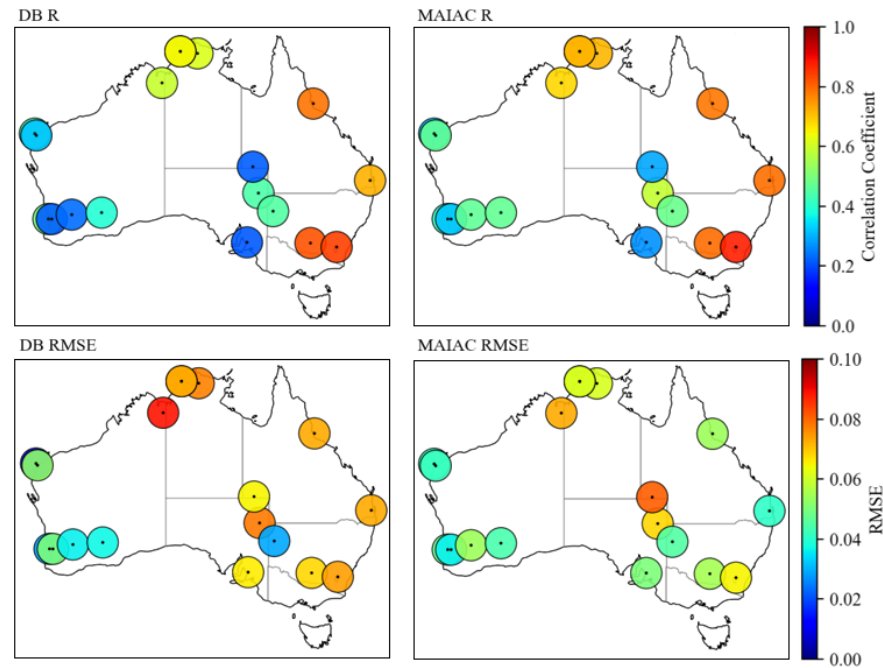 DB R
MAIAC R
1.0
0.8
0.6
0.4
0.2
0.0
Correlation Coefficient
DB RMSE
MAIAC RMSE
0.10
0.08
0.06
0.04
0.02
0.00
RMSE